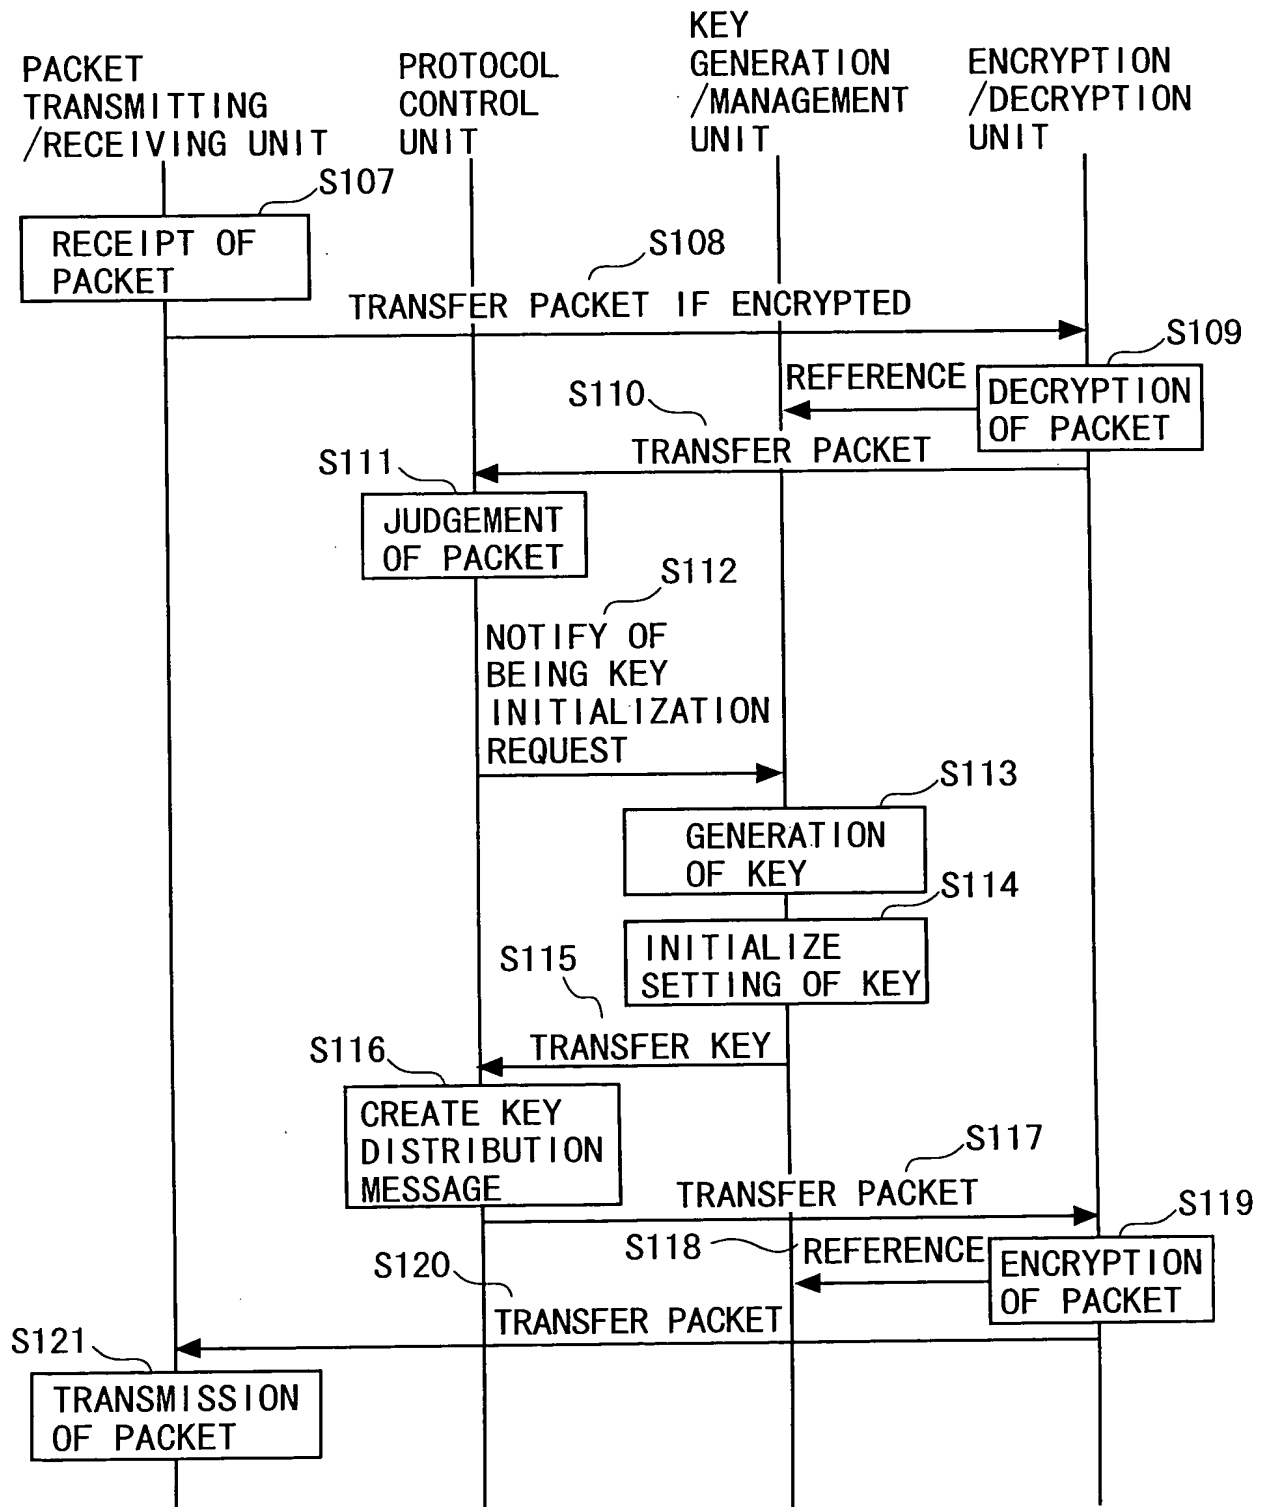 PACKET
TRANSMITTING
/RECEIVING UNIT
PROTOCOL
CONTROL
UNIT
KEY
GENERATION
/MANAGEMENT
UNIT
ENCRYPTION
/DECRYPTION
UNIT
S107
RECEIPT OF
PACKET
S108
TRANSFER PACKET IF ENCRYPTED
S109
REFERENCE
DECRYPTION
OF PACKET
S110
TRANSFER PACKET
S111
JUDGEMENT
OF PACKET
S112
NOTIFY OF
BEING KEY
INITIALIZATION
REQUEST
S113
GENERATION
OF KEY
S114
INITIALIZE
SETTING OF KEY
S115
TRANSFER KEY
S116
CREATE KEY
DISTRIBUTION
MESSAGE
S117
TRANSFER PACKET
S119
S118
REFERENCE
ENCRYPTION
OF PACKET
S120
TRANSFER PACKET
S121
TRANSMISSION
OF PACKET